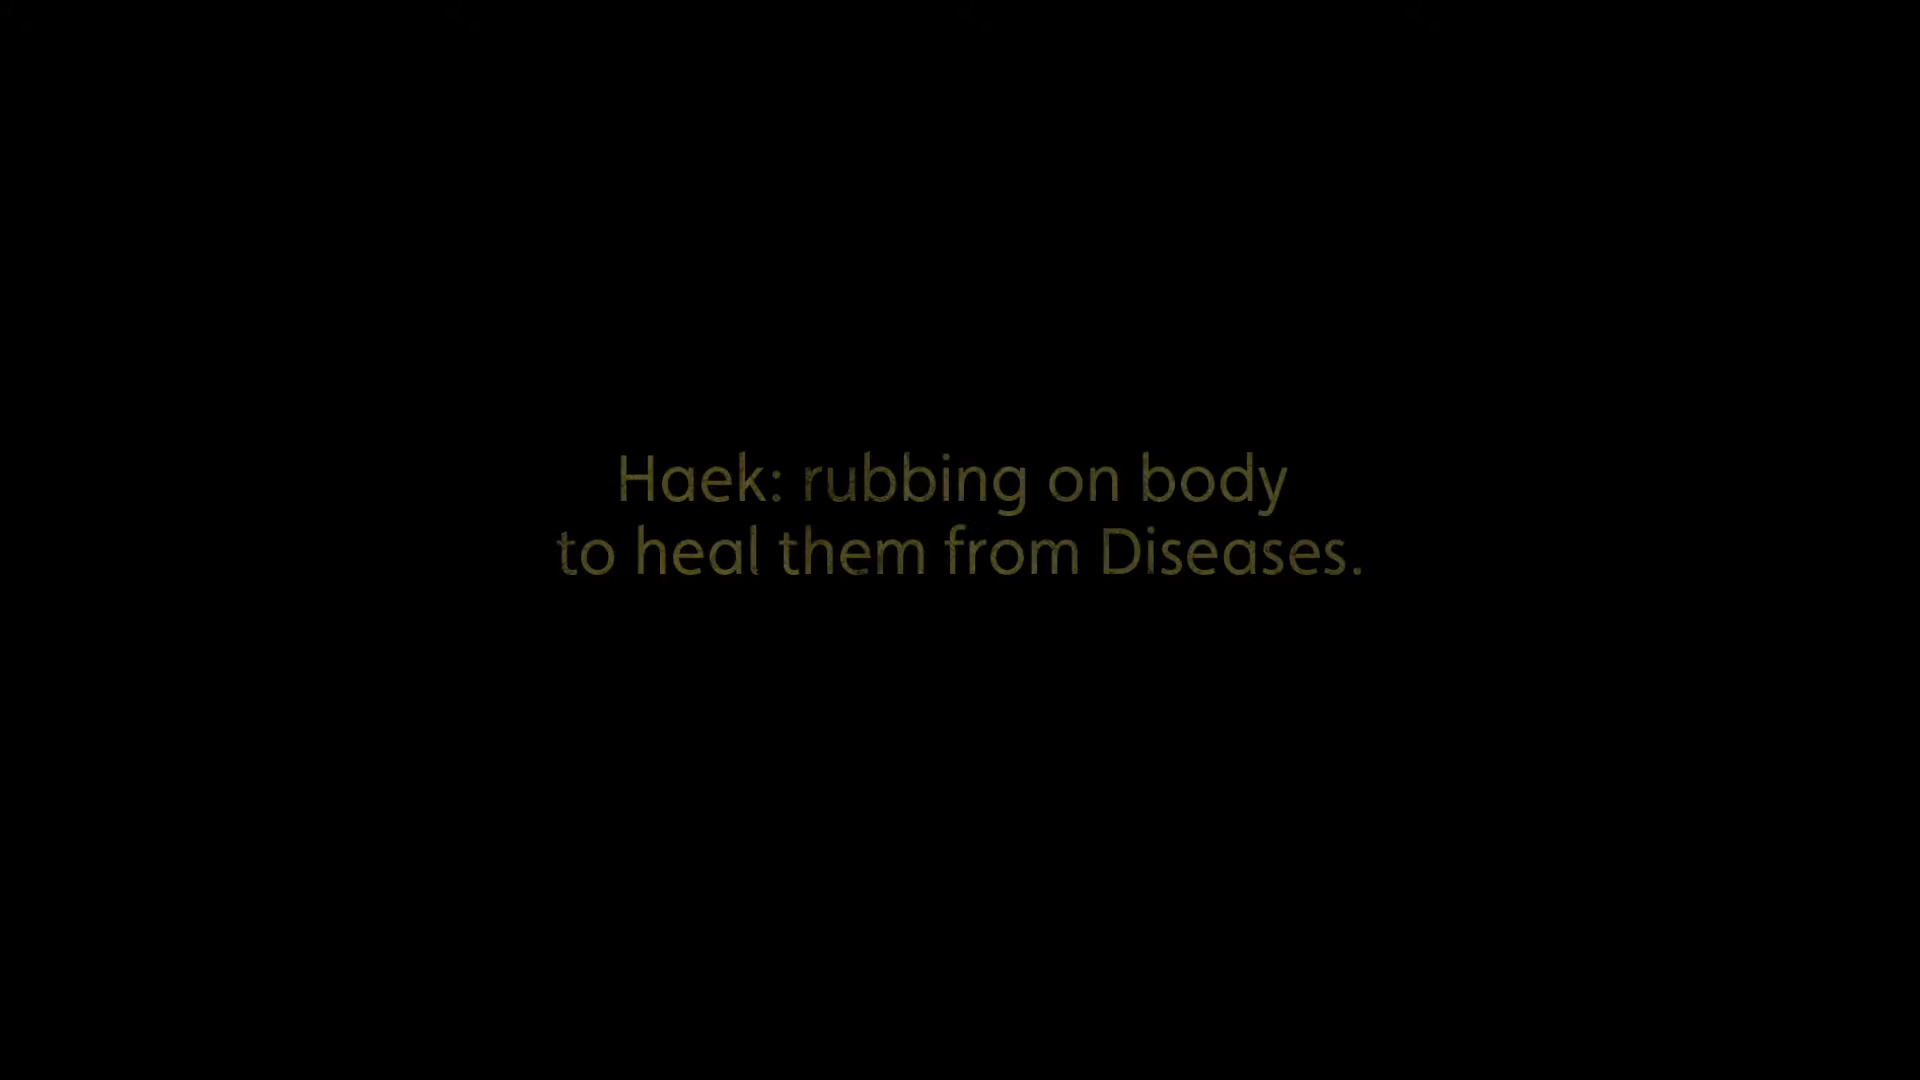 Haek: rubbing on body
to heal them from Diseases.